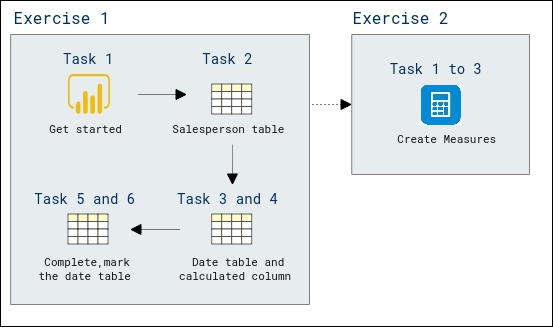 Exercise 1
Exercise 2
Task 1
Task 2
Get started
Salesperson table
Task 1 to 3
Create Measures
Task 5 and 6
Task 3 and 4
Complete,mark
the date table
Date table and
calculated column